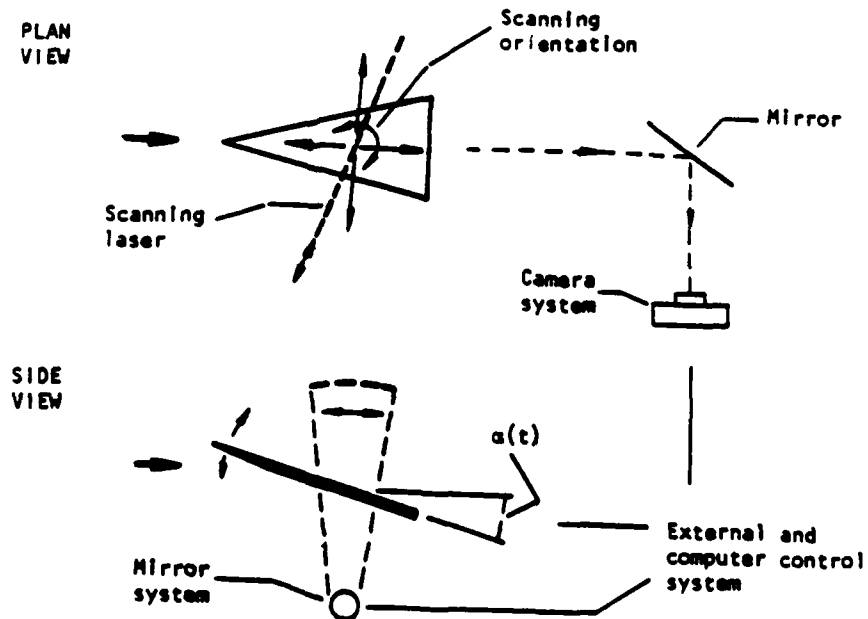 PLAN
VIEW
Scanning
orientation
Mirror
Scanning
laser
Camera
system
SIDE
VIEW
α(t)
External and
computer control
system
Mirror
system